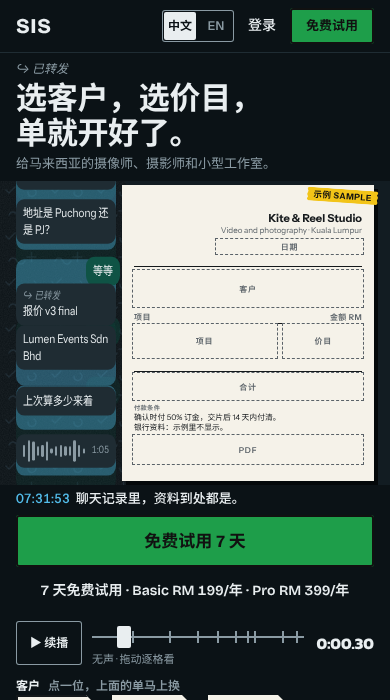 SIS
中文 EN 登录 免费试用
↪ 已转发
选客户，选价目，
单就开好了。
给马来西亚的摄像师、摄影师和小型工作室。
地址是 Puchong 还
是 PJ?
等等
↪ 已转发
报价 v3 final
Lumen Events Sdn
Bhd
上次算多少来着
1:05
示例 SAMPLE
Kite & Reel Studio
Video and photography · Kuala Lumpur
日期
客户
项目 金额 RM
项目 价目
合计
付款条件
确认时付 50% 订金，交片后 14 天内付清。
银行资料：示例里不显示。
PDF
07:31:53 聊天记录里，资料到处都是。
免费试用 7 天
7 天免费试用 · Basic RM 199/年 · Pro RM 399/年
▶ 续播
0:00.30
无声 · 拖动逐格看
客户 点一位，上面的单马上换